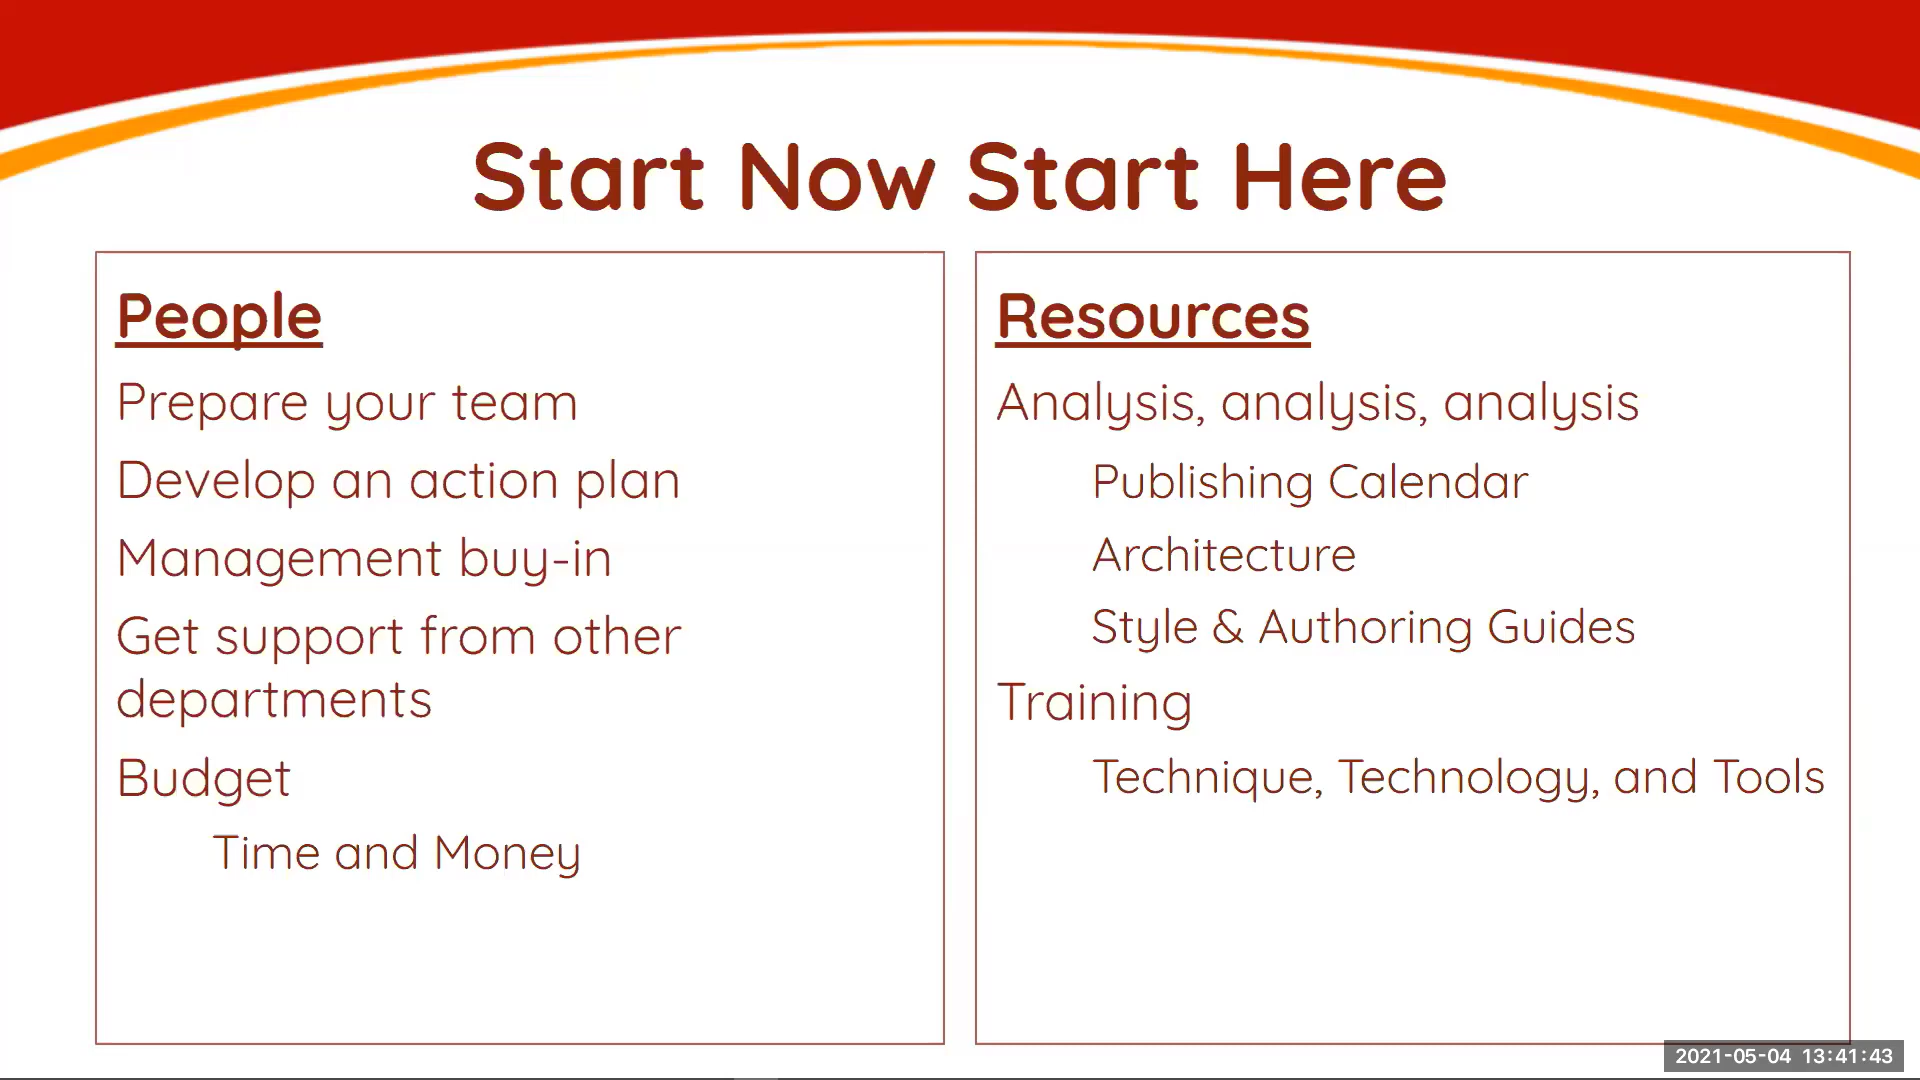 Start Now Start Here
People
Prepare your team
Develop an action plan
Management buy-in
Get support from other
departments
Budget
Time and Money
Resources
Analysis, analysis, analysis
Publishing Calendar
Architecture
Style & Authoring Guides
Training
Technique, Technology, and Tools
2021-05-04 13:41:43